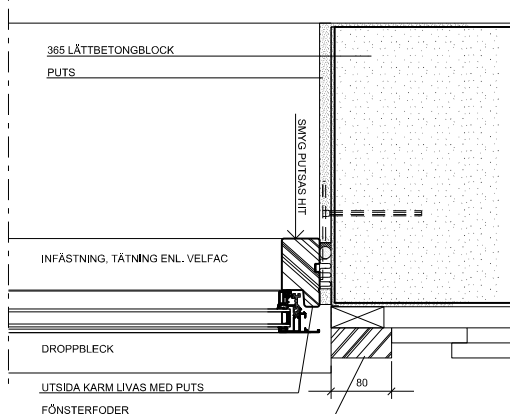 365 LÄTTBETONGBLOCK
PUTS
SMYG PUTSAS HIT
INFÄSTNING, TÄTNING ENL. VELFAC
DROPPBLECK
UTSIDA KARM LIVAS MED PUTS
80
FÖNSTERFODER